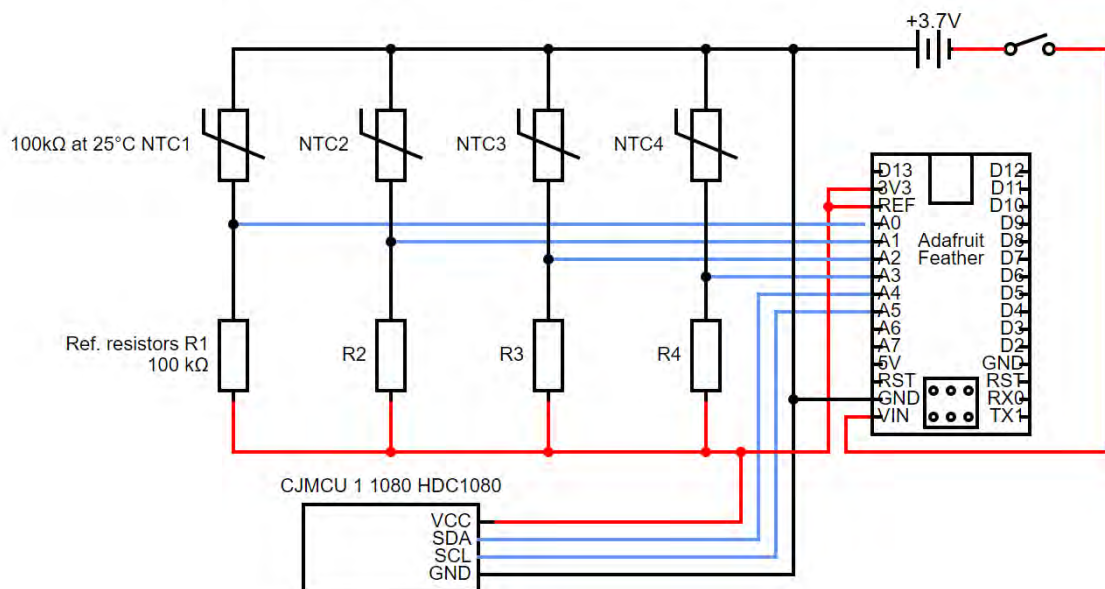 +3.7V
100kΩ at 25°C NTC1
NTC2
NTC3
NTC4
D13
3V3
REF
A0
A1
A2
A3
A4
A5
A6
A7
5V
RST
GND
VIN
Adafruit
Feather
D12
D11
D10
D9
D8
D7
D6
D5
D4
D3
D2
GND
RST
RX0
TX1
Ref. resistors R1
100 kΩ
R2
R3
R4
CJMCU 1 1080 HDC1080
VCC
SDA
SCL
GND